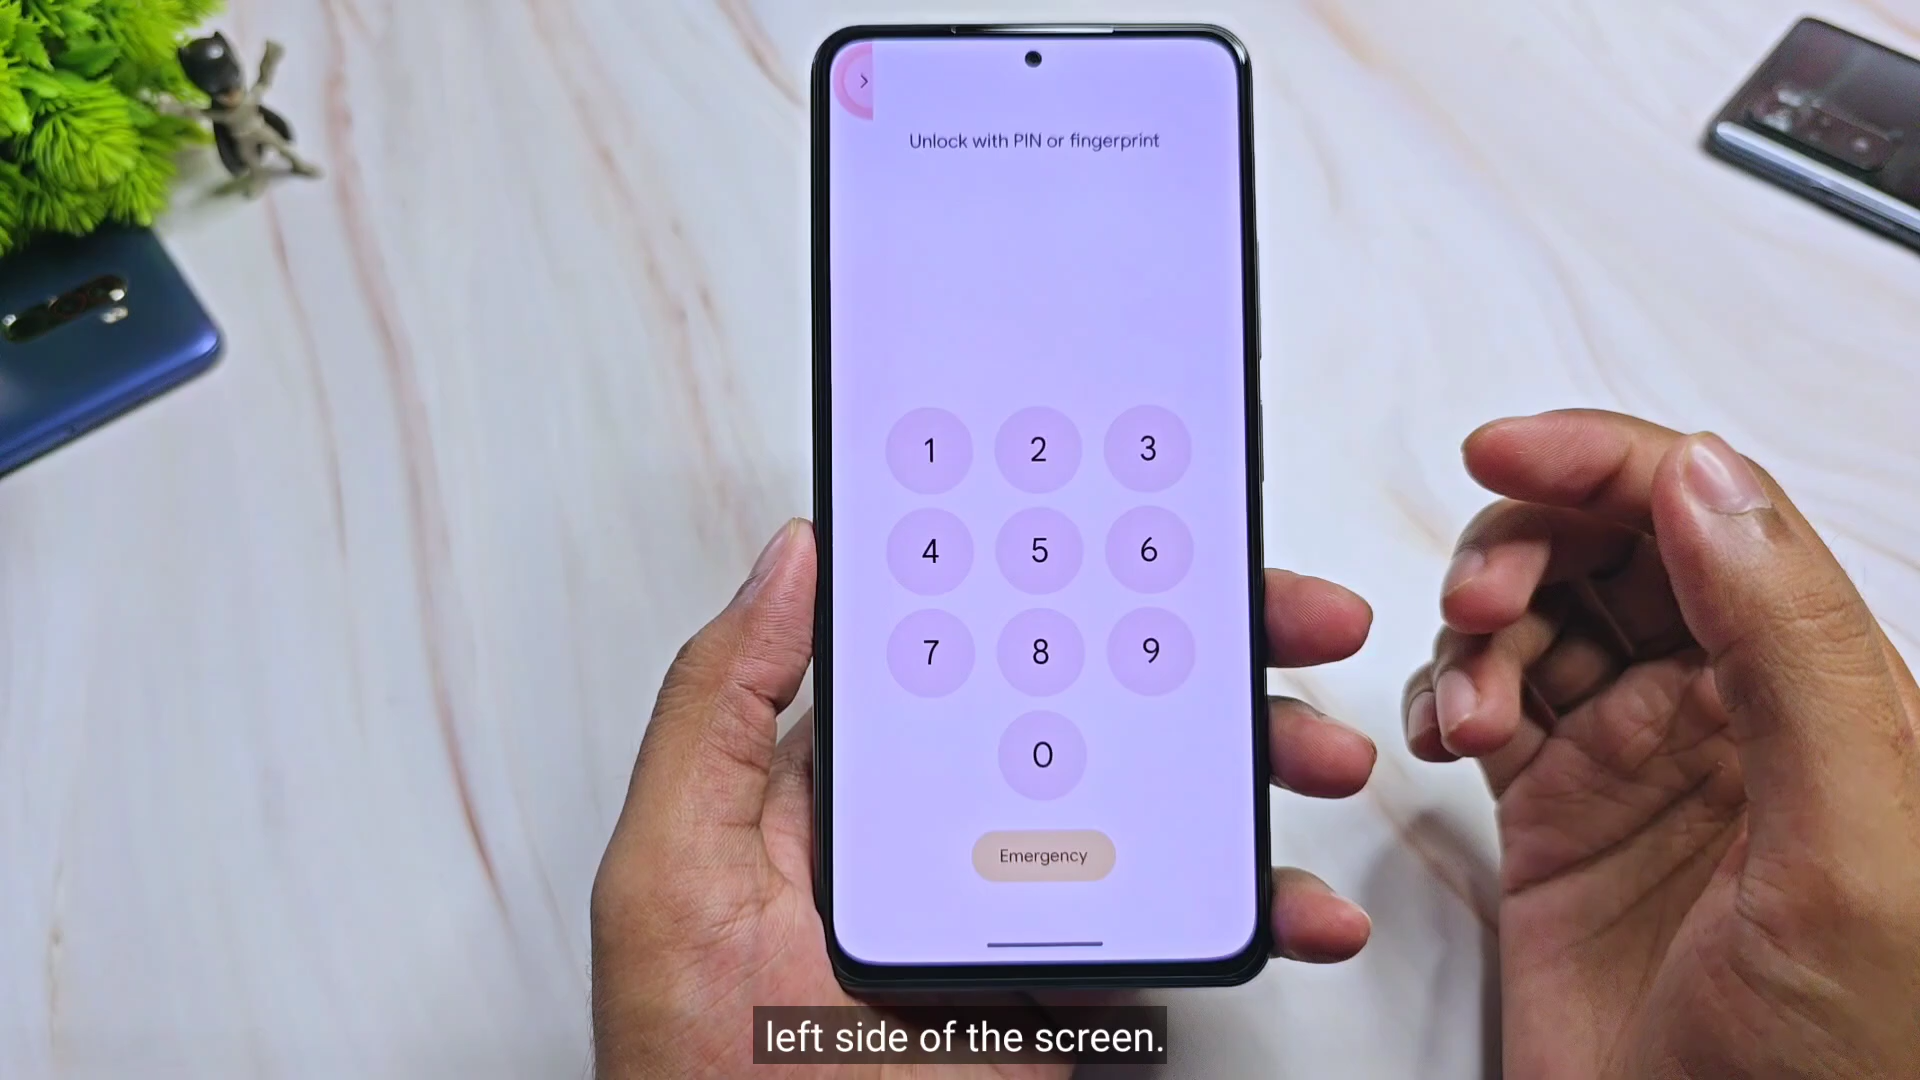 Unlock with PIN or fingerprint
1 2 3
4 5 6
7 8 9
0
Emergency
left side of the screen.